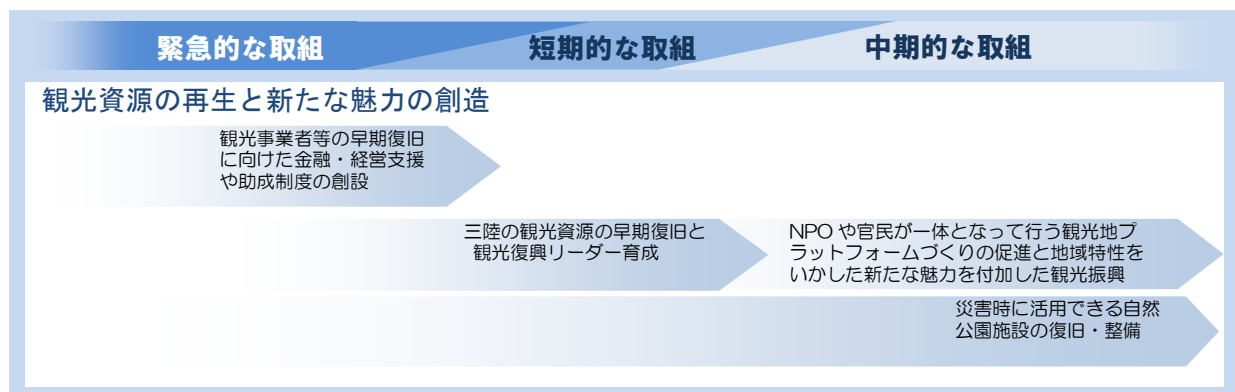 緊急的な取組
短期的な取組
中期的な取組
観光資源の再生と新たな魅力の創造
観光事業者等の早期復旧
に向けた金融・経営支援
や助成制度の創設
三陸の観光資源の早期復旧と
観光復興リーダー育成
NPO や官民が一体となって行う観光地プ
ラットフォームづくりの促進と地域特性を
いかした新たな魅力を付加した観光振興
災害時に活用できる自然
公園施設の復旧・整備